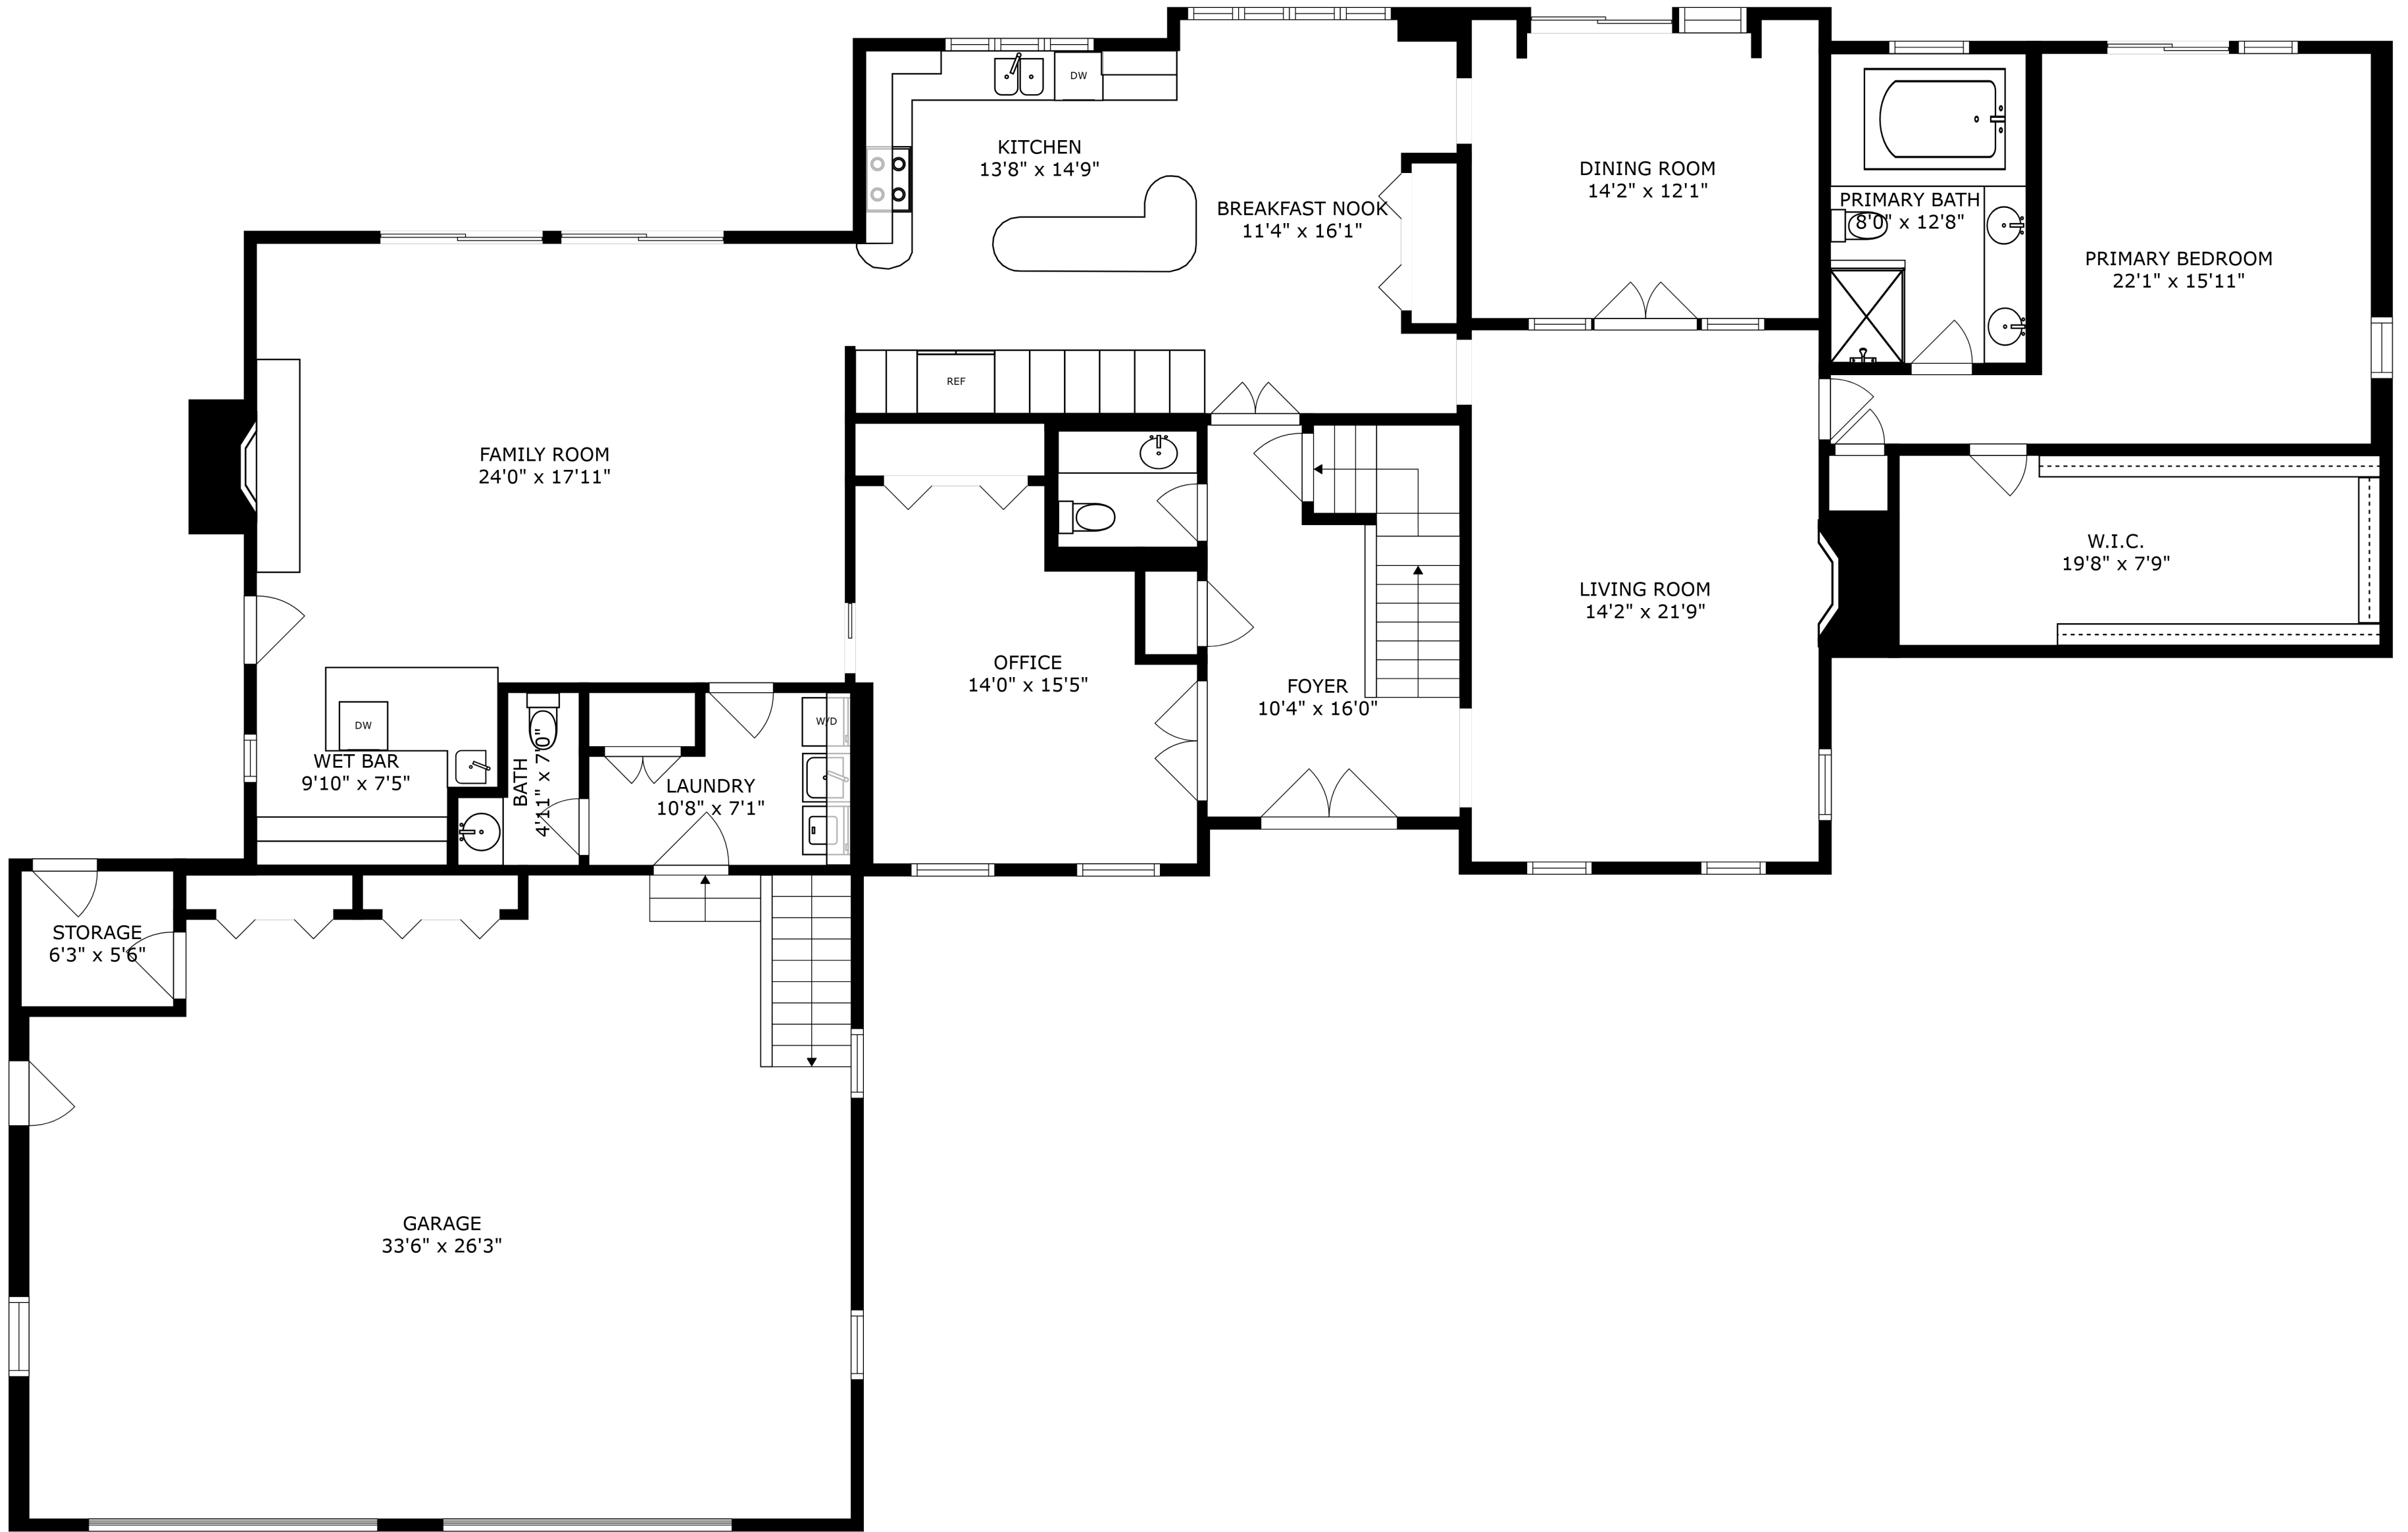 DW
KITCHEN
13'8" x 14'9"
DINING ROOM
14'2" x 12'1"
BREAKFAST NOOK
11'4" x 16'1"
PRIMARY BATH
8'0" x 12'8"
PRIMARY BEDROOM
22'1" x 15'11"
REF
FAMILY ROOM
24'0" x 17'11"
W.I.C.
19'8" x 7'9"
LIVING ROOM
14'2" x 21'9"
OFFICE
14'0" x 15'5"
FOYER
10'4" x 16'0"
DW
W/D
WET BAR
9'10" x 7'5"
BATH
4'11" x 7'0"
LAUNDRY
10'8" x 7'1"
STORAGE
6'3" x 5'6"
GARAGE
33'6" x 26'3"